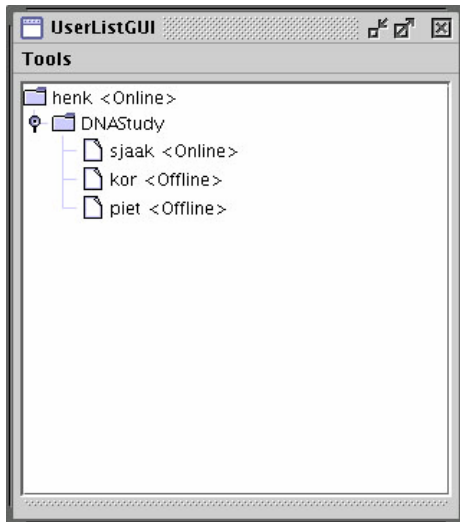 UserListGUI
Tools
henk <Online>
DNAStudy
sjaak <Online>
kor <Offline>
piet <Offline>